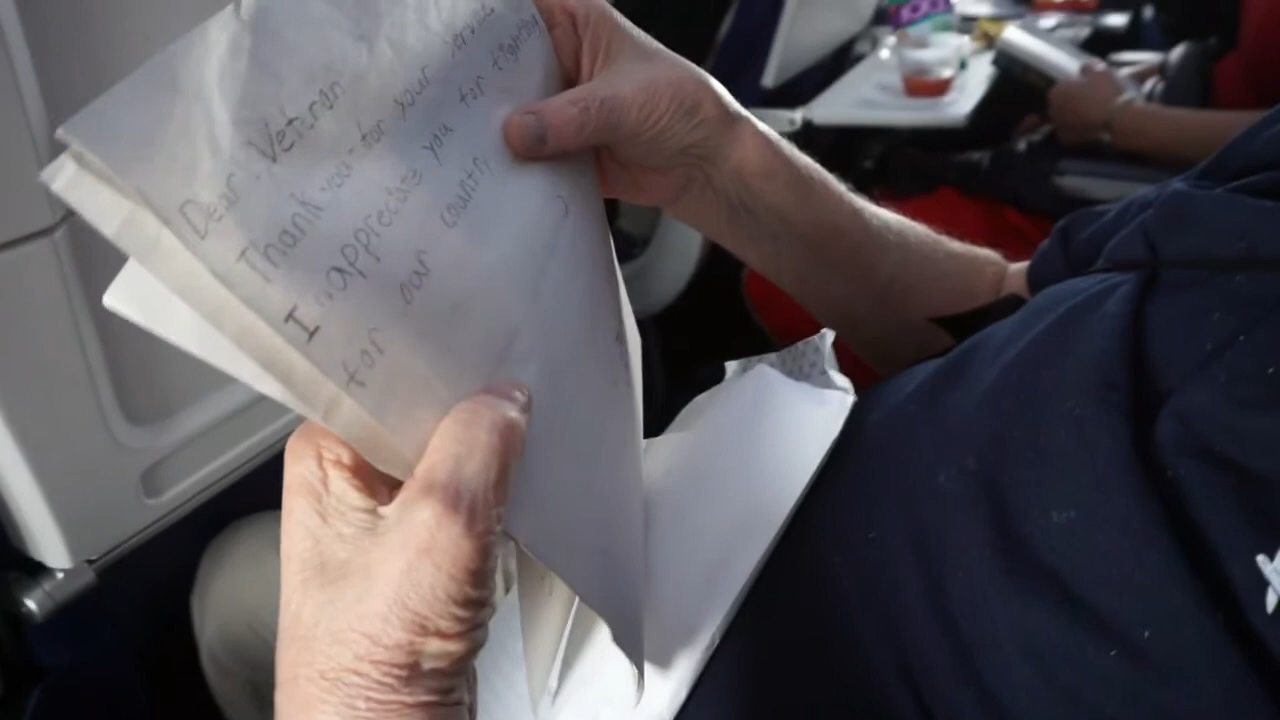 Dear Veteran
Thank you for your service
I appreciate you for fighting
for our country